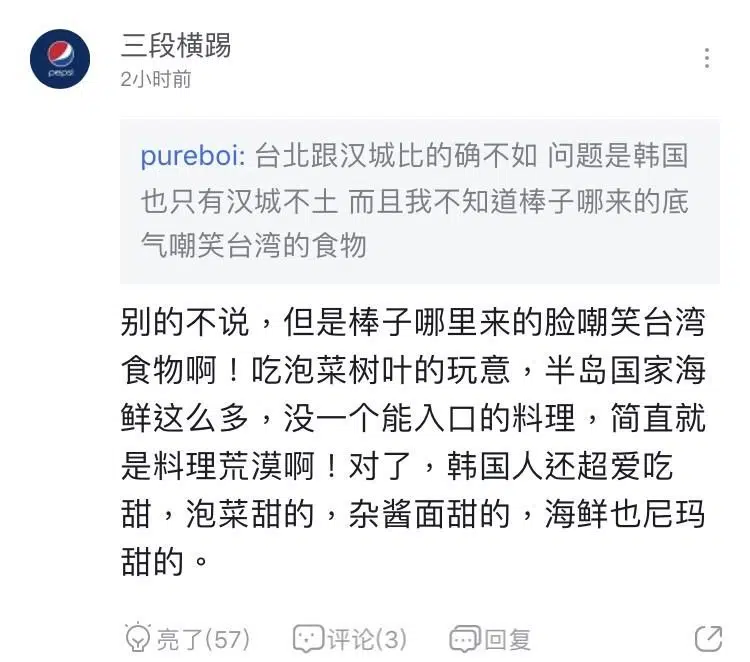 三段横踢
pepsi
2小时前
pureboi: 台北跟汉城比的确不如 问题是韩国
也只有汉城不土 而且我不知道棒子哪来的底
气嘲笑台湾的食物
别的不说，但是棒子哪里来的脸嘲笑台湾
食物啊！吃泡菜树叶的玩意，半岛国家海
鲜这么多，没一个能入口的料理，简直就
是料理荒漠啊！对了，韩国人还超爱吃
甜，泡菜甜的，杂酱面甜的，海鲜也尼玛
甜的。
亮了(57) 评论(3) 回复